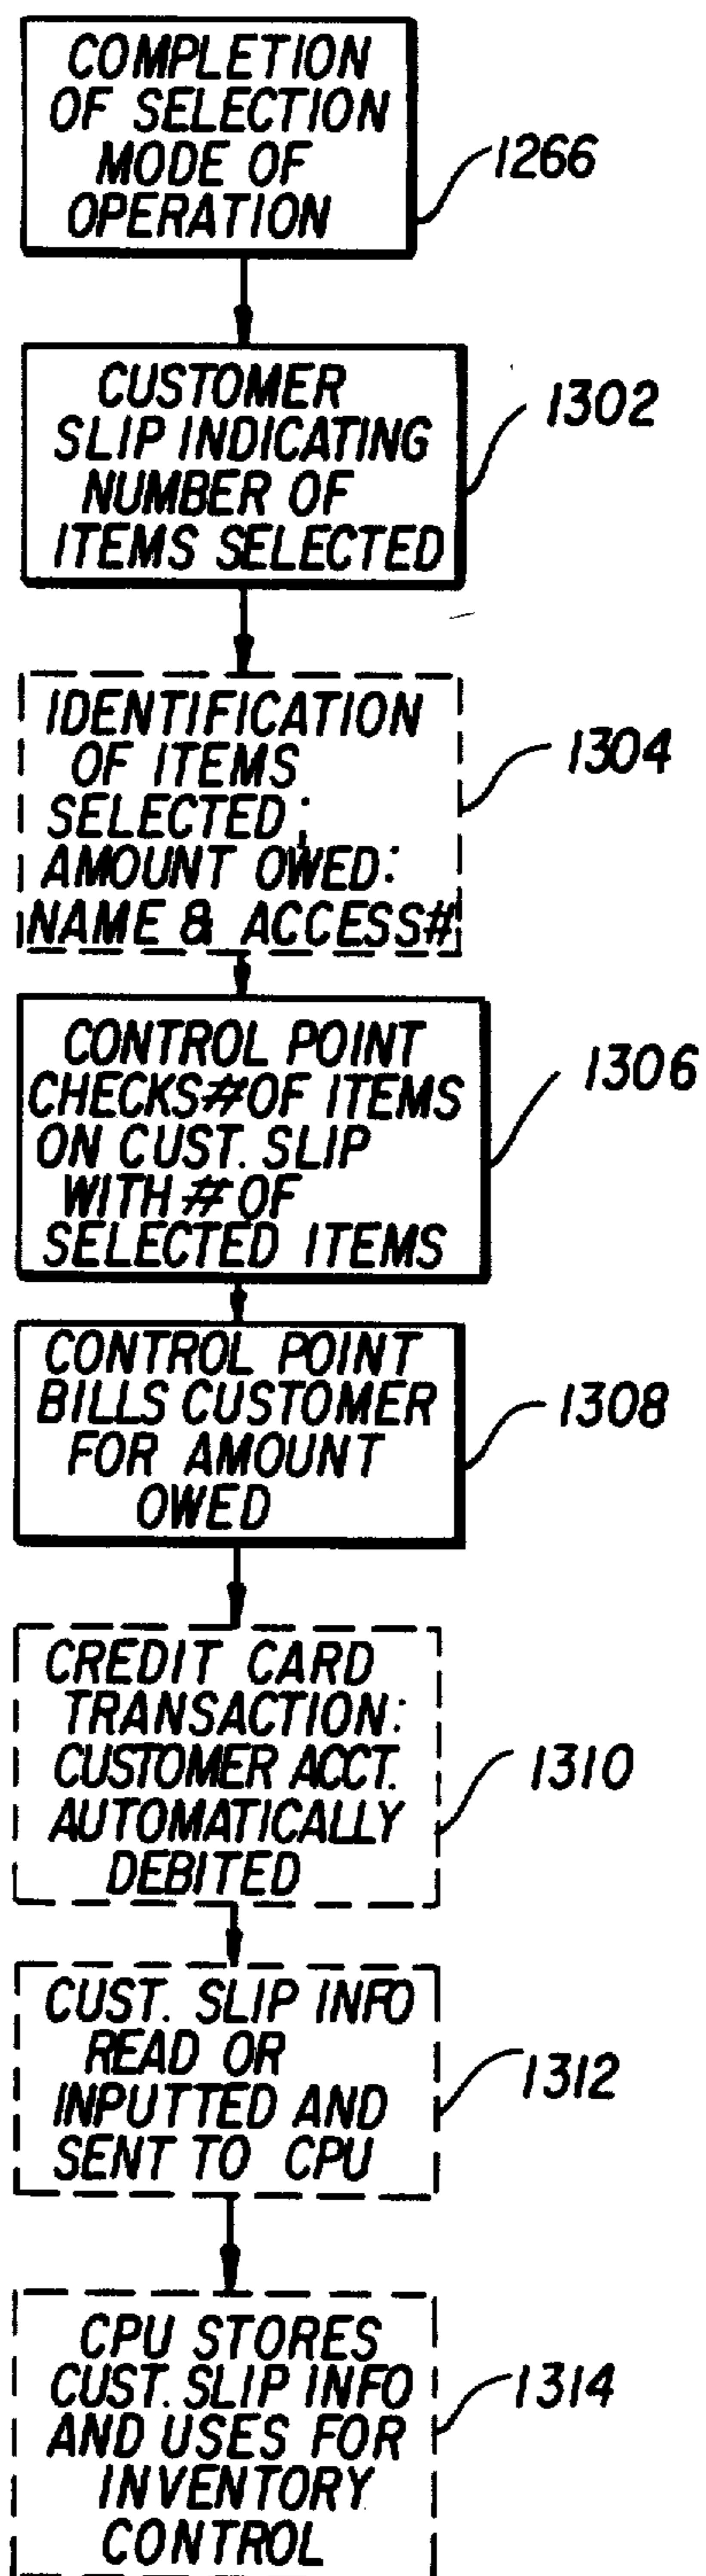 COMPLETION
OF SELECTION
MODE OF
OPERATION
1266
CUSTOMER
SLIP INDICATING
NUMBER OF
ITEMS SELECTED
1302
IDENTIFICATION
OF ITEMS
SELECTED;
AMOUNT OWED:
NAME & ACCESS#
1304
CONTROL POINT
CHECKS # OF ITEMS
ON CUST. SLIP
WITH # OF
SELECTED ITEMS
1306
CONTROL POINT
BILLS CUSTOMER
FOR AMOUNT
OWED
1308
CREDIT CARD
TRANSACTION:
CUSTOMER ACCT.
AUTOMATICALLY
DEBITED
1310
CUST. SLIP INFO
READ OR
INPUTTED AND
SENT TO CPU
1312
CPU STORES
CUST. SLIP INFO
AND USES FOR
INVENTORY
CONTROL
1314